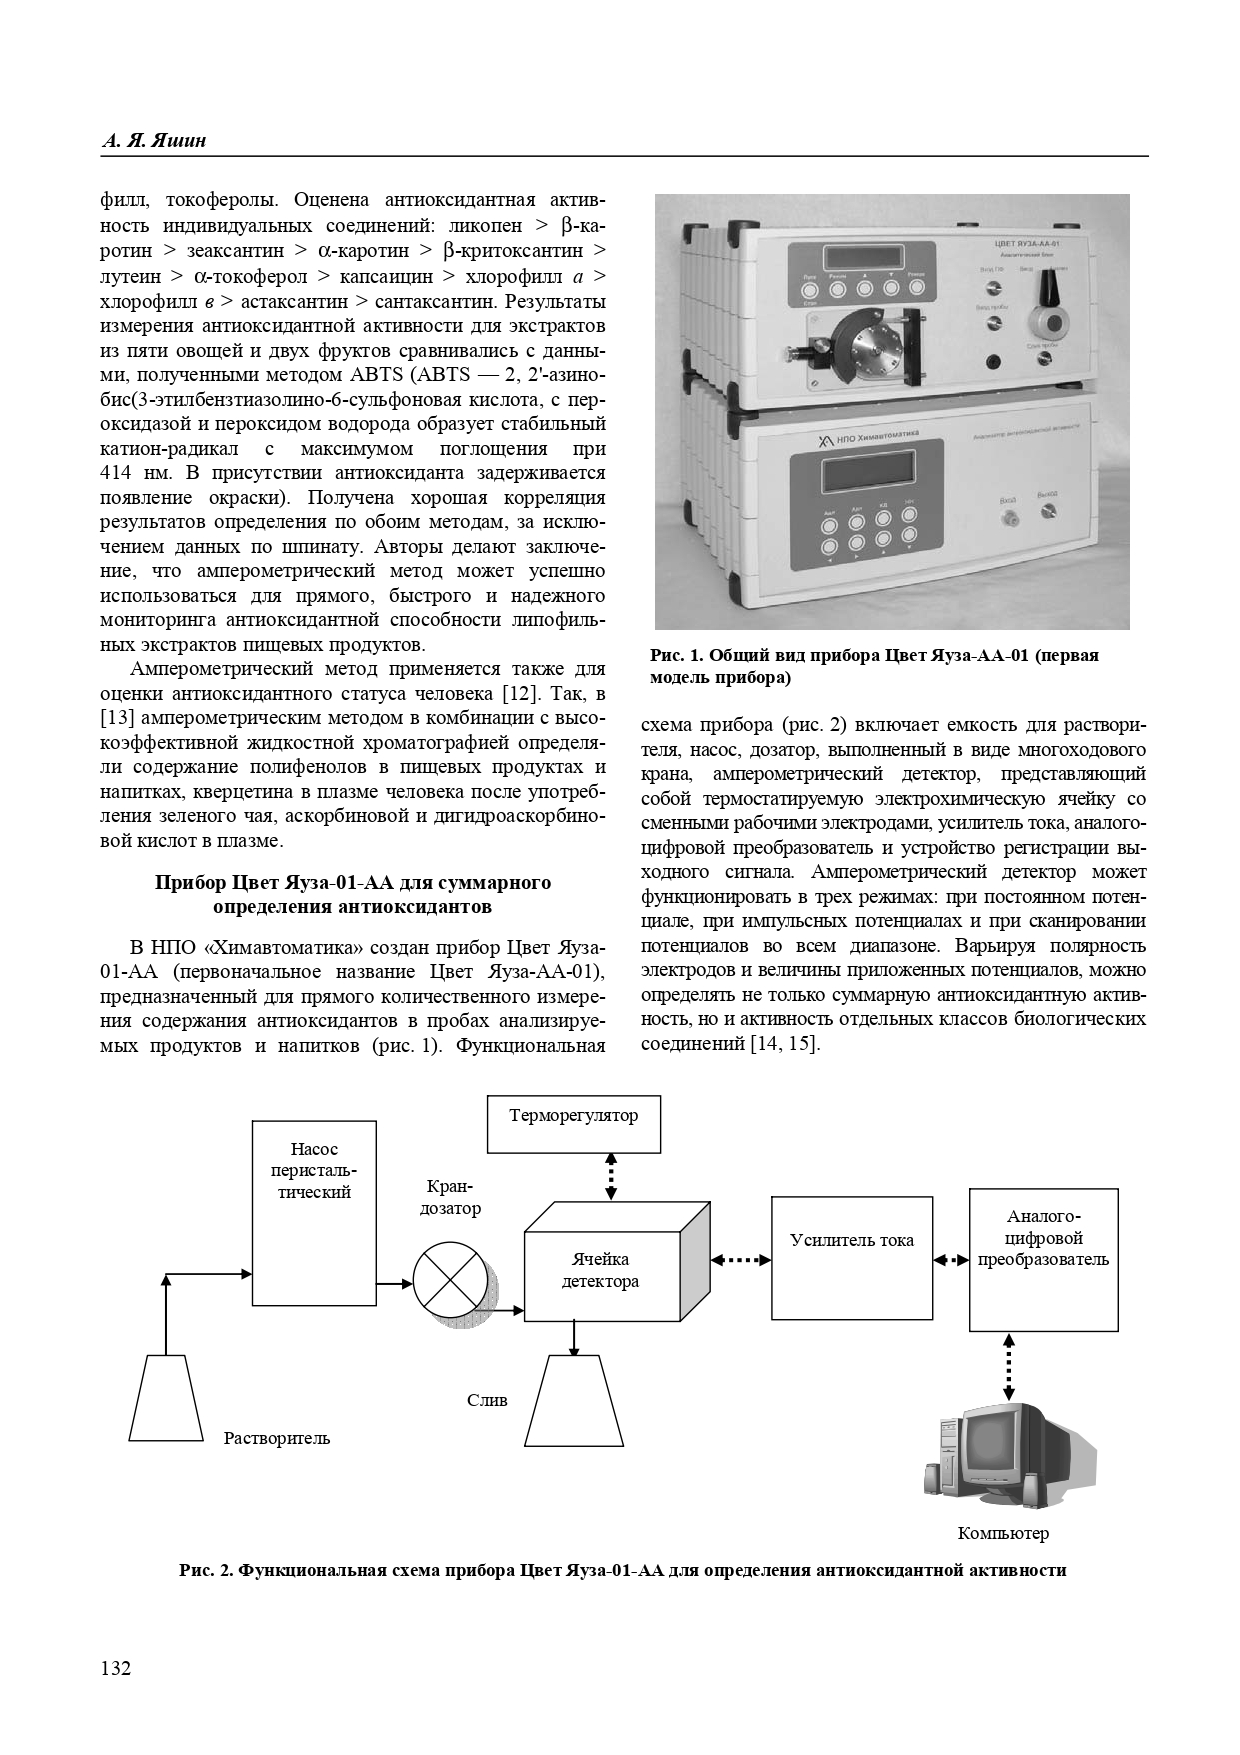 А. Я. Яшин
филл, токоферолы. Оценена антиоксидантная актив-
ность индивидуальных соединений: ликопен > β-ка-
ротин > зеаксантин > α-каротин > β-критоксантин >
лутеин > α-токоферол > капсаицин > хлорофилл а >
хлорофилл в > астаксантин > сантаксантин. Результаты
измерения антиоксидантной активности для экстрактов
из пяти овощей и двух фруктов сравнивались с данны-
ми, полученными методом ABTS (ABTS — 2, 2'-азино-
бис(3-этилбензтиазолино-6-сульфоновая кислота, с пер-
оксидазой и пероксидом водорода образует стабильный
катион-радикал с максимумом поглощения при
414 нм. В присутствии антиоксиданта задерживается
появление окраски). Получена хорошая корреляция
результатов определения по обоим методам, за исклю-
чением данных по шпинату. Авторы делают заключе-
ние, что амперометрический метод может успешно
использоваться для прямого, быстрого и надежного
мониторинга антиоксидантной способности липофиль-
ных экстрактов пищевых продуктов.
Амперометрический метод применяется также для
оценки антиоксидантного статуса человека [12]. Так, в
[13] амперометрическим методом в комбинации с высо-
коэффективной жидкостной хроматографией определя-
ли содержание полифенолов в пищевых продуктах и
напитках, кверцетина в плазме человека после употреб-
ления зеленого чая, аскорбиновой и дигидроаскорбино-
вой кислот в плазме.
Прибор Цвет Яуза-01-АА для суммарного
определения антиоксидантов
В НПО «Химавтоматика» создан прибор Цвет Яуза-
01-АА (первоначальное название Цвет Яуза-АА-01),
предназначенный для прямого количественного измере-
ния содержания антиоксидантов в пробах анализируе-
мых продуктов и напитков (рис. 1). Функциональная
ЦВЕТ ЯУЗА-АА-01
Аналитический блок
Вход ПФ Ввод
Пуск Режим ▲ ▼
Стоп
Ввод пробы
Слив пробы
НПО Химавтоматика
Анализатор антиоксидантной активности
Вход Выход
Рис. 1. Общий вид прибора Цвет Яуза-АА-01 (первая
модель прибора)
схема прибора (рис. 2) включает емкость для раствори-
теля, насос, дозатор, выполненный в виде многоходового
крана, амперометрический детектор, представляющий
собой термостатируемую электрохимическую ячейку со
сменными рабочими электродами, усилитель тока, аналого-
цифровой преобразователь и устройство регистрации вы-
ходного сигнала. Амперометрический детектор может
функционировать в трех режимах: при постоянном потен-
циале, при импульсных потенциалах и при сканировании
потенциалов во всем диапазоне. Варьируя полярность
электродов и величины приложенных потенциалов, можно
определять не только суммарную антиоксидантную актив-
ность, но и активность отдельных классов биологических
соединений [14, 15].
Терморегулятор
Насос
перисталь-
тический
Кран-
дозатор
Ячейка
детектора
Усилитель тока
Аналого-
цифровой
преобразователь
Слив
Растворитель
Компьютер
Рис. 2. Функциональная схема прибора Цвет Яуза-01-АА для определения антиоксидантной активности
132